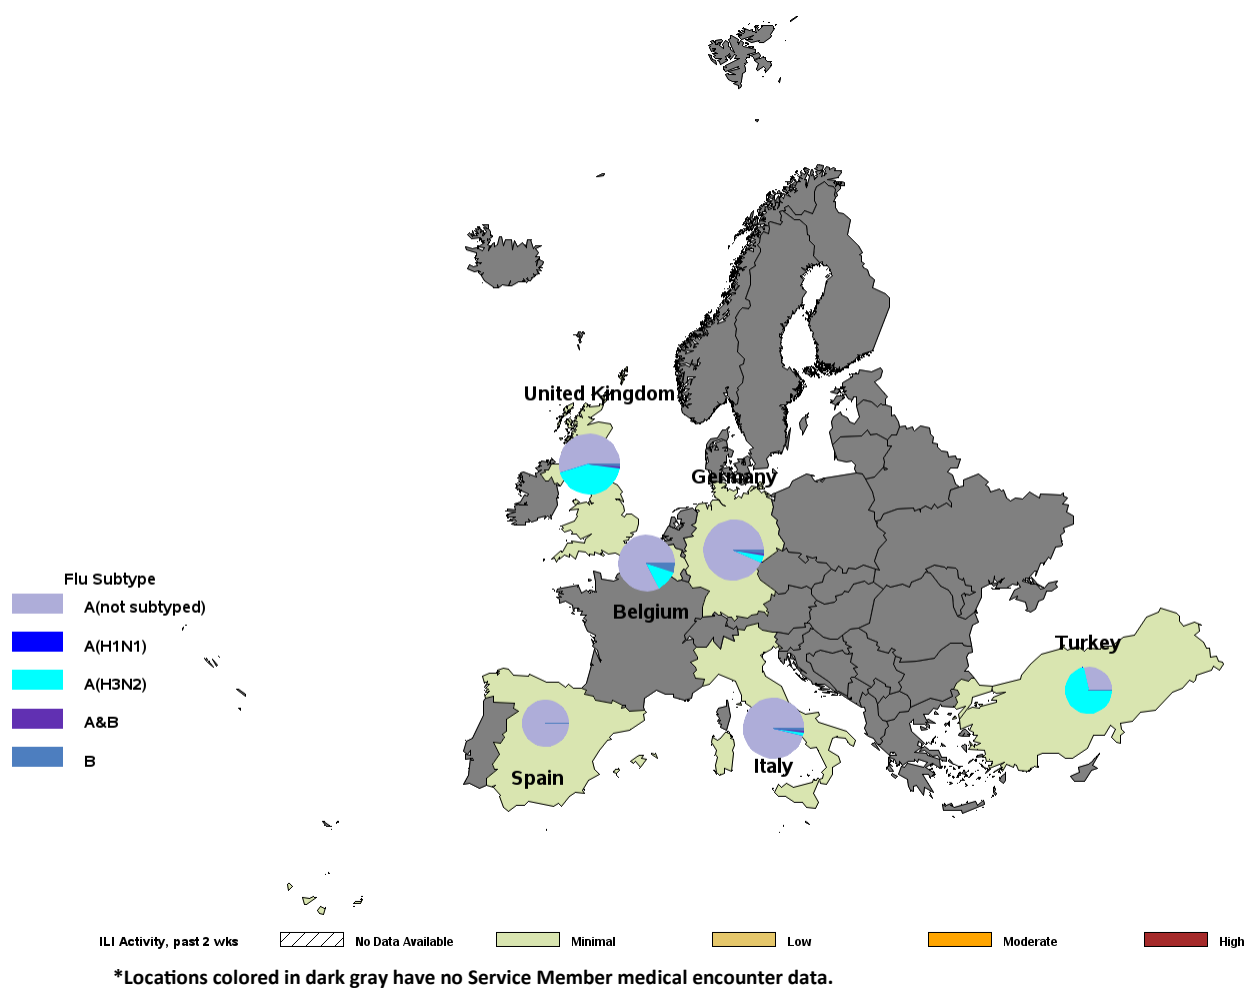 United Kingdom
Germany
Belgium
Flu Subtype
A(not subtyped)
A(H1N1)
A(H3N2)
A&B
B
Turkey
Spain
Italy
ILI Activity, past 2 wks
No Data Available
Minimal
Low
Moderate
High
*Locations colored in dark gray have no Service Member medical encounter data.